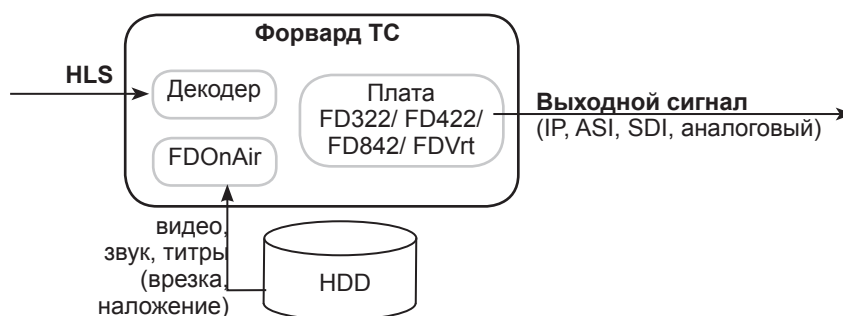 Форвард ТС
HLS
Декодер
FDOnAir
Плата
FD322/ FD422/
FD842/ FDVrt
Выходной сигнал
(IP, ASI, SDI, аналоговый)
видео,
звук, титры
(врезка,
наложение)
HDD